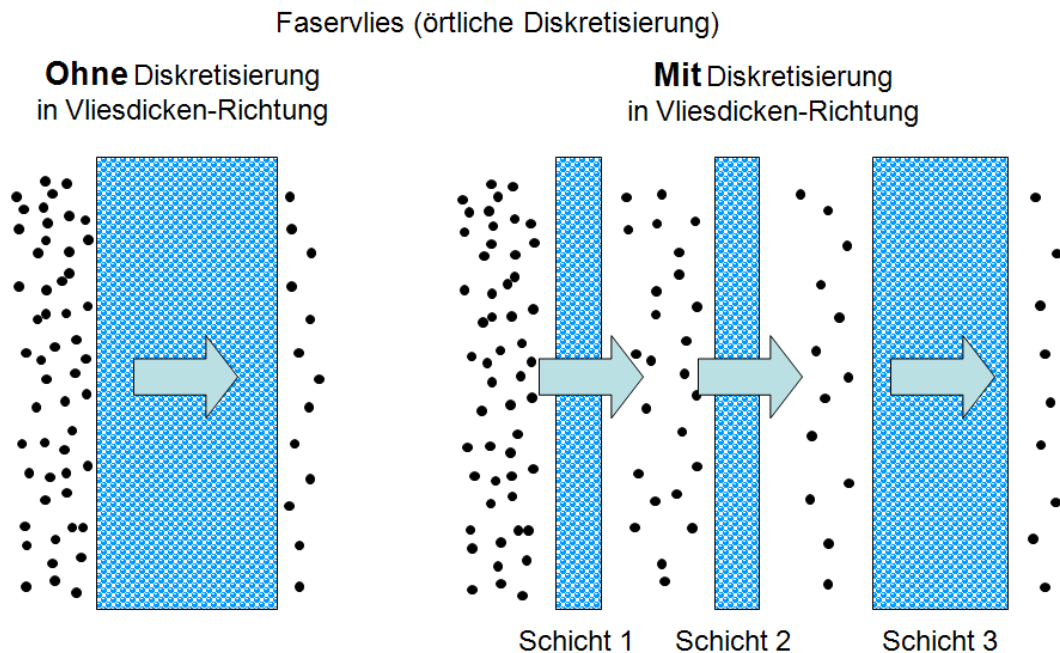 Faservlies (örtliche Diskretisierung)
Ohne Diskretisierung
in Vliesdicken-Richtung
Mit Diskretisierung
in Vliesdicken-Richtung
Schicht 1
Schicht 2
Schicht 3